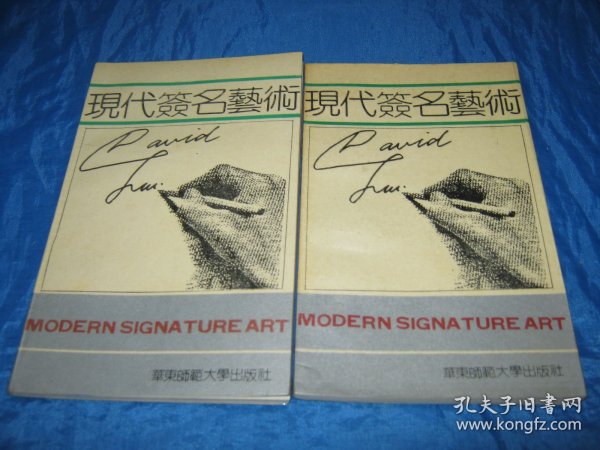 現代簽名藝術
David
MODERN SIGNATURE ART
華東師範大學出版社
現代簽名藝術
David
MODERN SIGNATURE ART
華東師範大學出版社
孔夫子旧书网
www.kongfz.com